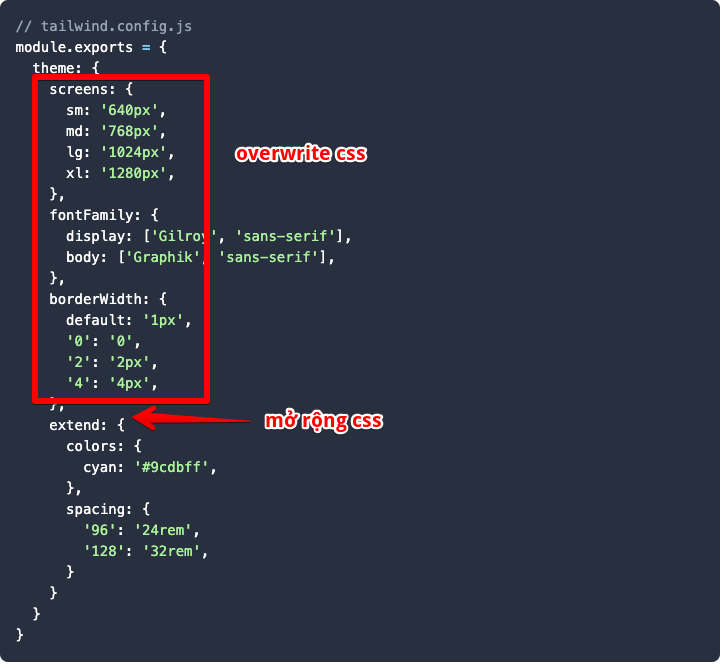 // tailwind.config.js
module.exports = {
  theme: {
    screens: {
      sm: '640px',
      md: '768px',
      lg: '1024px',
      xl: '1280px',
    },
    fontFamily: {
      display: ['Gilroy', 'sans-serif'],
      body: ['Graphik', 'sans-serif'],
    },
    borderWidth: {
      default: '1px',
      '0': '0',
      '2': '2px',
      '4': '4px',
    },
    extend: {
      colors: {
        cyan: '#9cdbff',
      },
      spacing: {
        '96': '24rem',
        '128': '32rem',
      }
    }
  }
}
overwrite css
mở rộng css